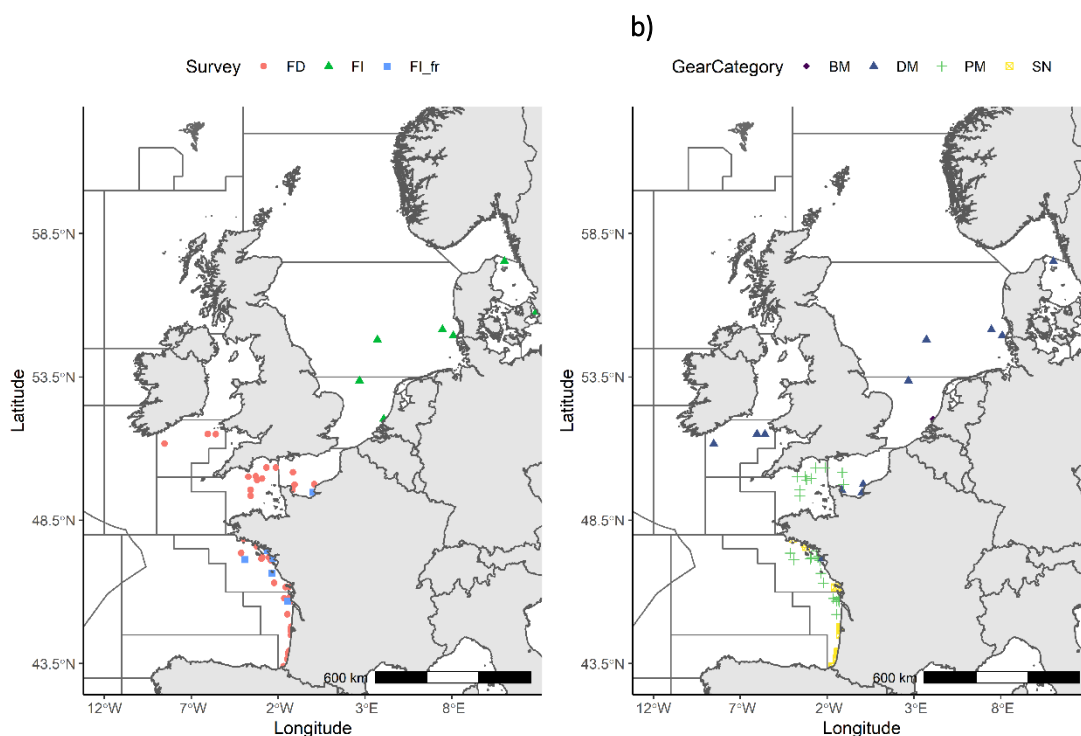 b)
Survey FD FI FI_fr
58.5°N
53.5°N
48.5°N
43.5°N
Latitude
600 km
12°W 7°W 2°W 3°E 8°E
Longitude
GearCategory BM DM PM SN
58.5°N
53.5°N
48.5°N
43.5°N
Latitude
600 km
12°W 7°W 2°W 3°E 8°E
Longitude